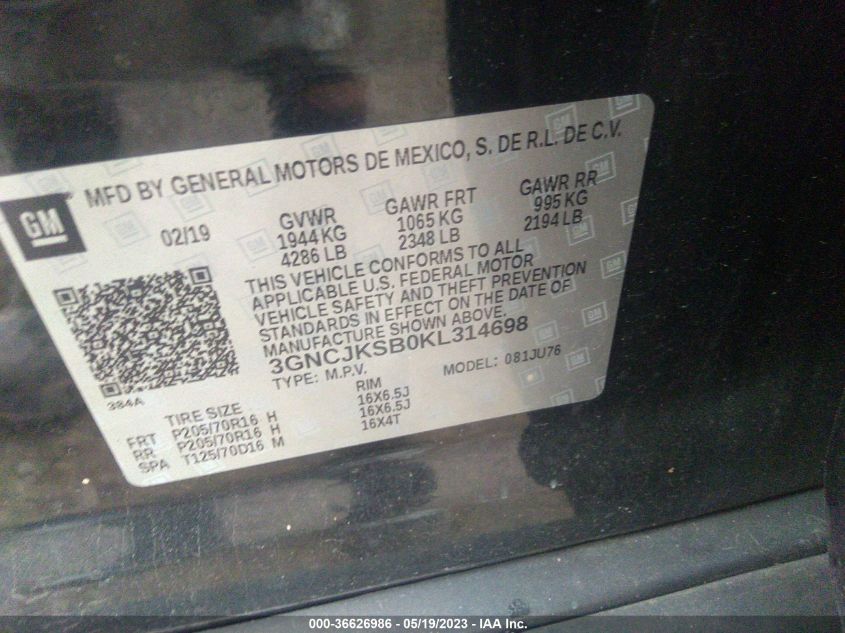 MFD BY GENERAL MOTORS DE MEXICO, S. DE R.L. DE C.V.
GM
02/19
GVWR
1944 KG
4286 LB
GAWR FRT
1065 KG
2348 LB
GAWR RR
995 KG
2194 LB
THIS VEHICLE CONFORMS TO ALL
APPLICABLE U.S. FEDERAL MOTOR
VEHICLE SAFETY AND THEFT PREVENTION
STANDARDS IN EFFECT ON THE DATE OF
MANUFACTURE SHOWN ABOVE.
3GNCJKSB0KL314698
TYPE: M.P.V. MODEL: 081JU76
384A
TIRE SIZE RIM
FRT P205/70R16 H 16X6.5J
RR P205/70R16 H 16X6.5J
SPA T125/70D16 M 16X4T
000-36626986 - 05/19/2023 - IAA Inc.